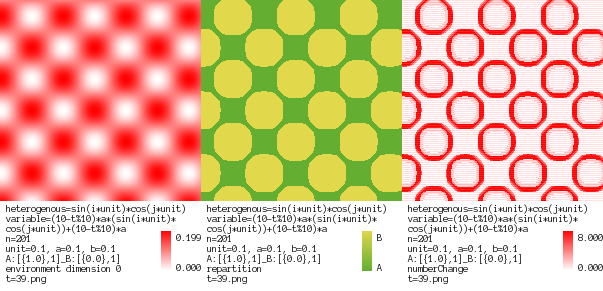 heterogenous=sin(i*unit)*cos(j*unit)
variable=(10-t%10)*a*(sin(i*unit)*
cos(j*unit))+(10-t%10)*a
n=201
unit=0.1, a=0.1, b=0.1
A:[{1.0},1]_B:[{0.0},1]
environment dimension 0
t=39.png
0.199
0.000
heterogenous=sin(i*unit)*cos(j*unit)
variable=(10-t%10)*a*(sin(i*unit)*
cos(j*unit))+(10-t%10)*a
n=201
unit=0.1, a=0.1, b=0.1
A:[{1.0},1]_B:[{0.0},1]
repartition
t=39.png
B
A
heterogenous=sin(i*unit)*cos(j*unit)
variable=(10-t%10)*a*(sin(i*unit)*
cos(j*unit))+(10-t%10)*a
n=201
unit=0.1, a=0.1, b=0.1
A:[{1.0},1]_B:[{0.0},1]
numberChange
t=39.png
8.000
0.000